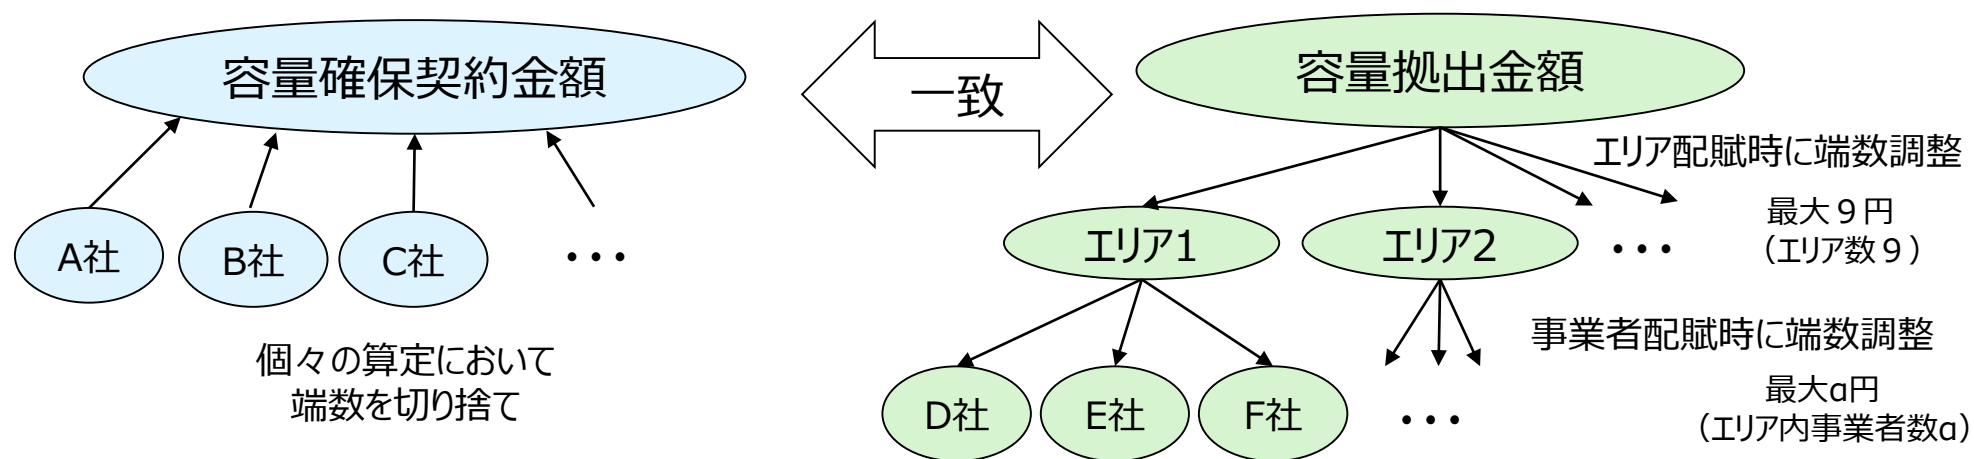 容量確保契約金額
一致
容量拠出金額
エリア配賦時に端数調整
最大９円
（エリア数９）
A社
B社
C社
・・・
エリア1
エリア2
・・・
個々の算定において
端数を切り捨て
事業者配賦時に端数調整
D社
E社
F社
・・・
最大α円
（エリア内事業者数α）